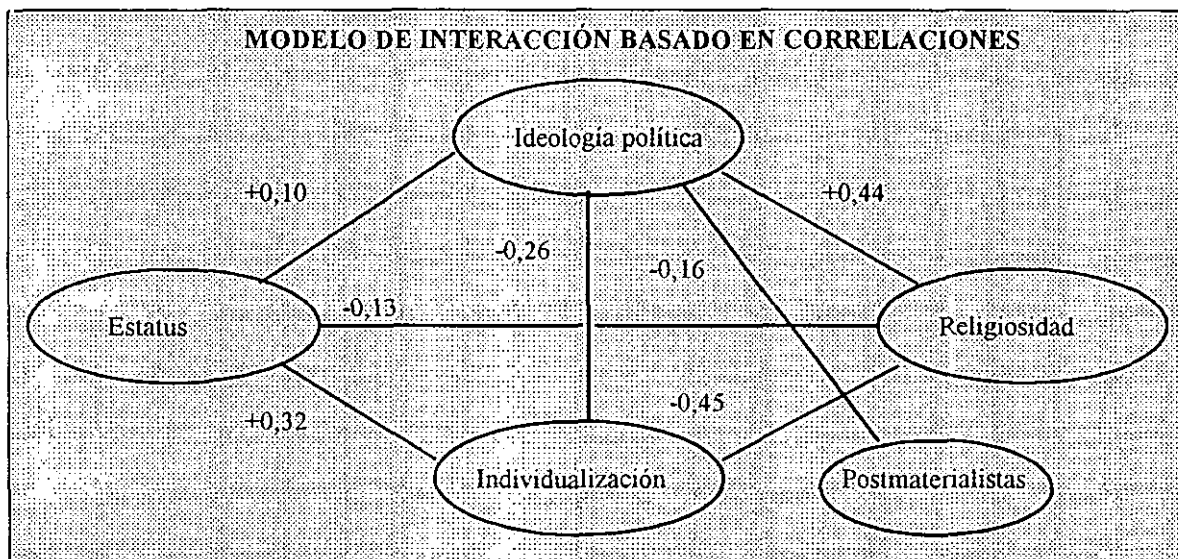 MODELO DE INTERACCIÓN BASADO EN CORRELACIONES
Ideología política
+0,10
+0,44
-0,26
-0,16
Estatus
-0,13
Religiosidad
+0,32
-0,45
Individualización
Postmaterialistas